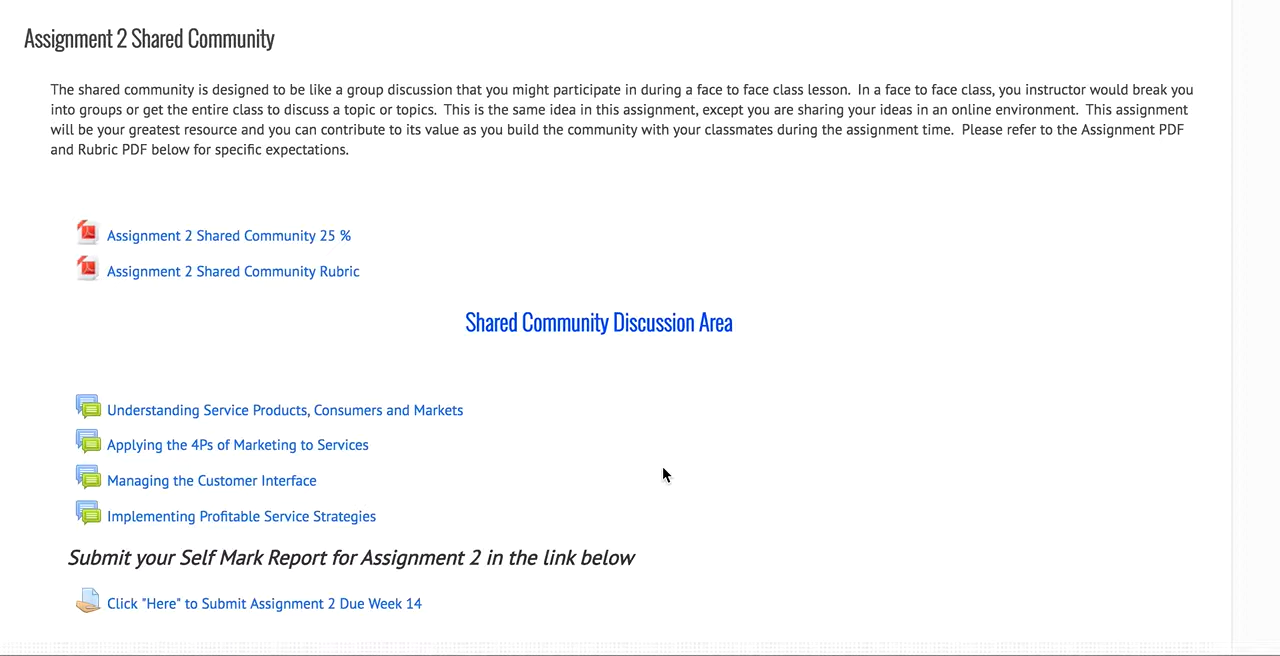 Assignment 2 Shared Community
The shared community is designed to be like a group discussion that you might participate in during a face to face class lesson. In a face to face class, you instructor would break you
into groups or get the entire class to discuss a topic or topics. This is the same idea in this assignment, except you are sharing your ideas in an online environment. This assignment
will be your greatest resource and you can contribute to its value as you build the community with your classmates during the assignment time. Please refer to the Assignment PDF
and Rubric PDF below for specific expectations.
Assignment 2 Shared Community 25 %
Assignment 2 Shared Community Rubric
Shared Community Discussion Area
Understanding Service Products, Consumers and Markets
Applying the 4Ps of Marketing to Services
Managing the Customer Interface
Implementing Profitable Service Strategies
Submit your Self Mark Report for Assignment 2 in the link below
Click "Here" to Submit Assignment 2 Due Week 14